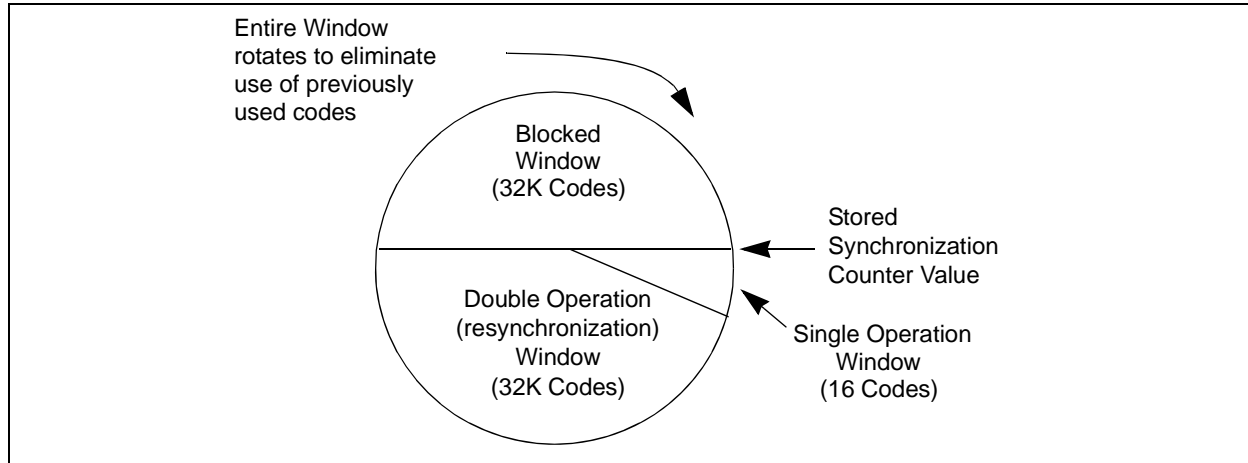 Entire Window
rotates to eliminate
use of previously
used codes
Blocked
Window
(32K Codes)
Stored
Synchronization
Counter Value
Double Operation
(resynchronization)
Window
(32K Codes)
Single Operation
Window
(16 Codes)